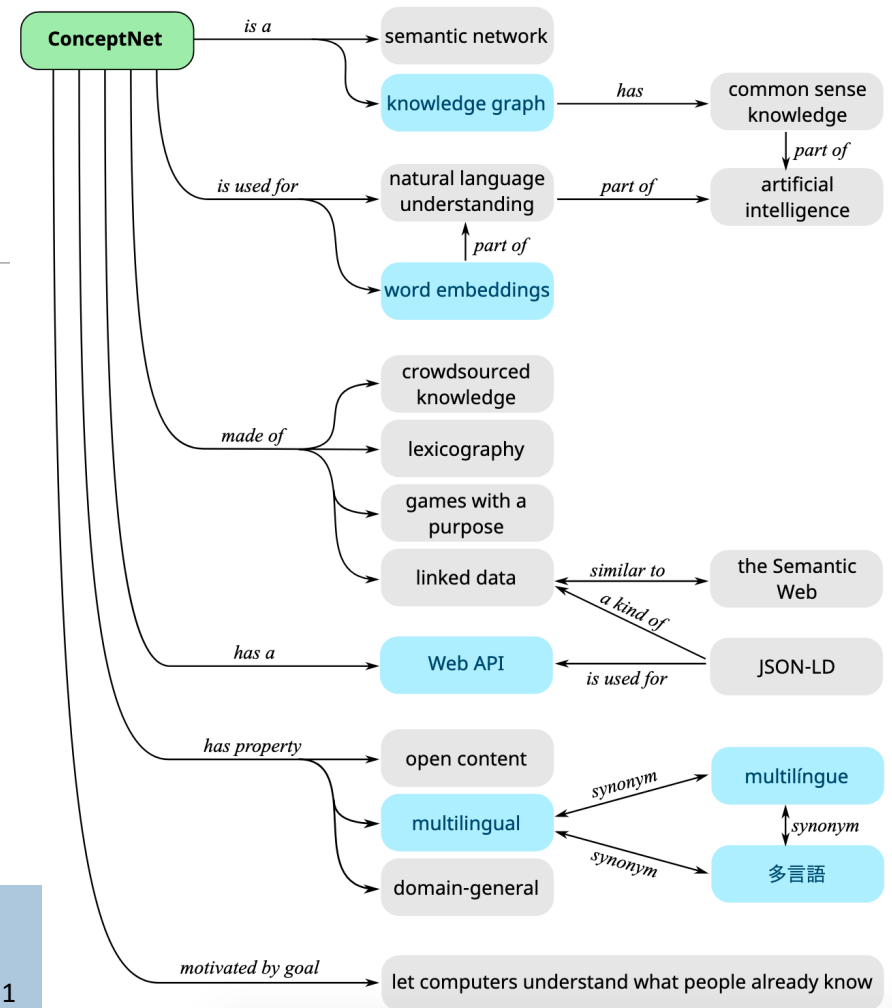 ConceptNet
is a
semantic network
knowledge graph
has
common sense
knowledge
part of
is used for
natural language
understanding
part of
artificial
intelligence
part of
word embeddings
made of
crowdsourced
knowledge
lexicography
games with a
purpose
linked data
similar to
the Semantic
Web
a kind of
has a
Web API
is used for
JSON-LD
has property
open content
multilingual
synonym
multilíngue
synonym
synonym
多言語
domain-general
motivated by goal
let computers understand what people already know
1